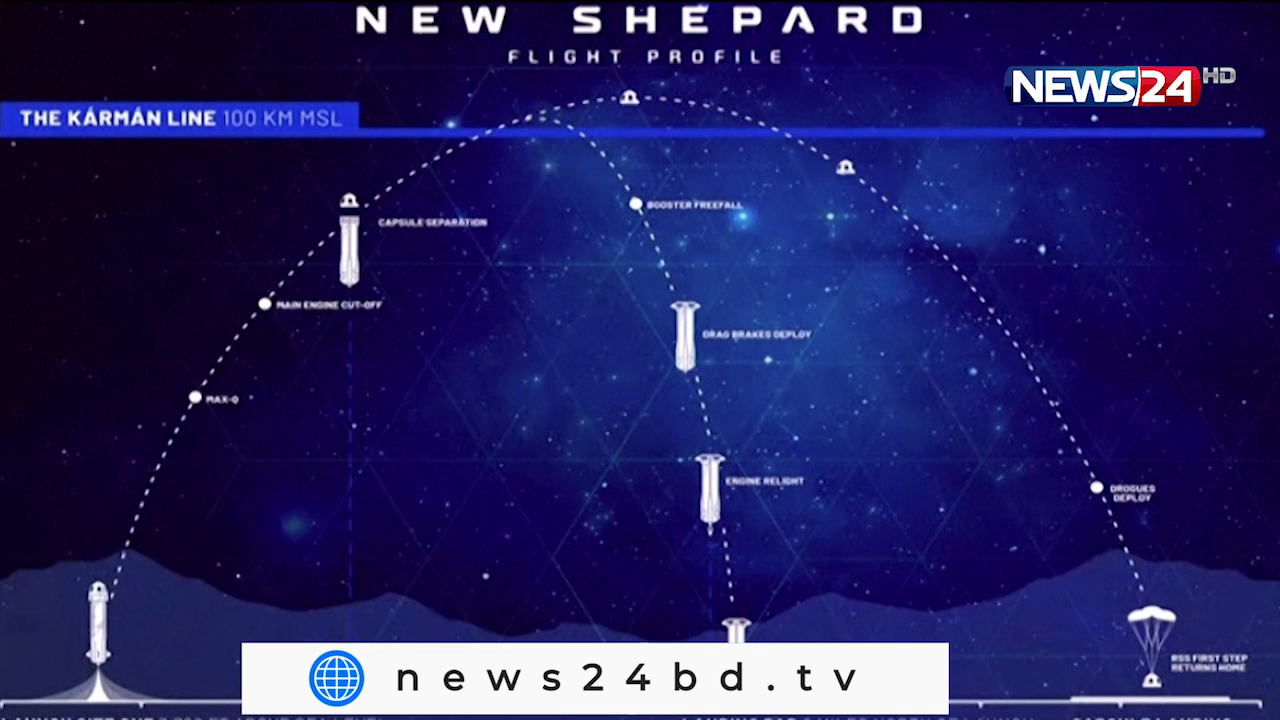 NEW SHEPARD
FLIGHT PROFILE
NEWS24 HD
THE KÁRMÁN LINE 100 KM MSL
CAPSULE SEPARATION
BOOSTER FREEFALL
MAIN ENGINE CUT-OFF
DRAG BRAKES DEPLOY
MAX-Q
ENGINE RELIGHT
DROGUES
DEPLOY
RSS FIRST STEP
RETURNS HOME
news24bd.tv